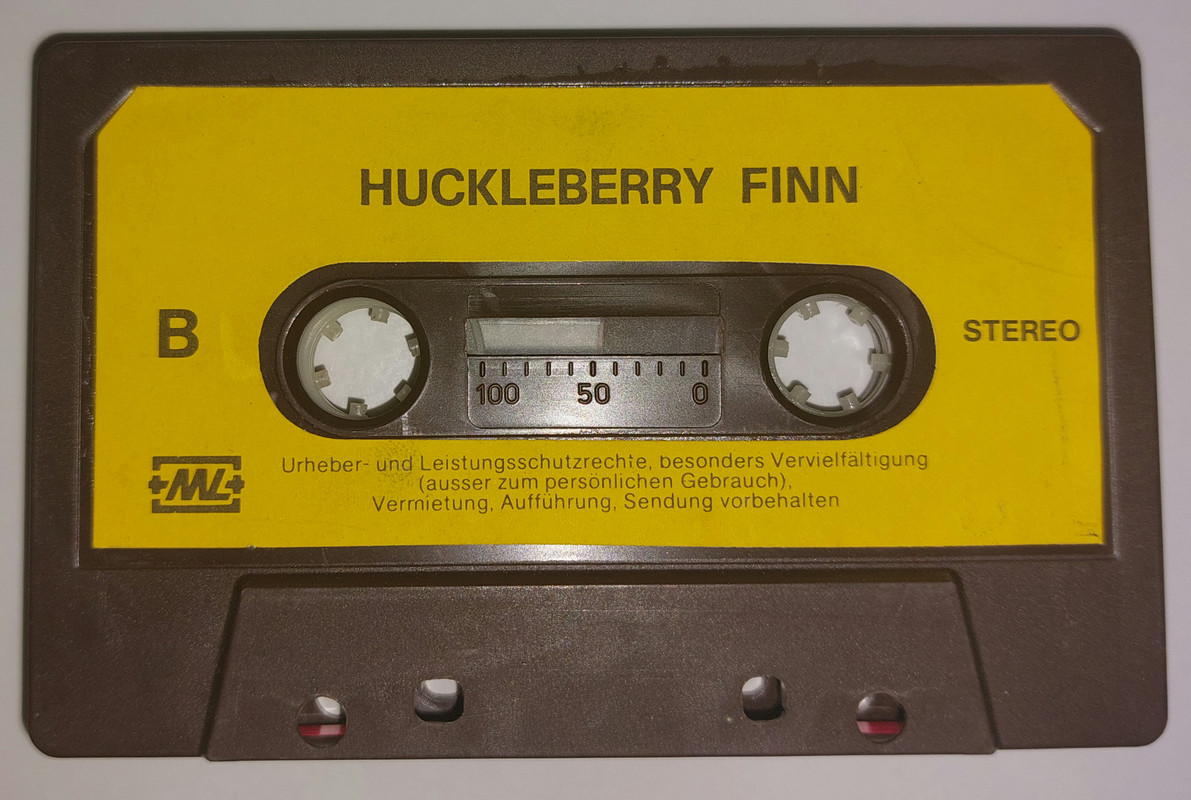 HUCKLEBERRY FINN
B
STEREO
100 50 0
Urheber- und Leistungsschutzrechte, besonders Vervielfältigung
(ausser zum persönlichen Gebrauch),
Vermietung, Aufführung, Sendung vorbehalten